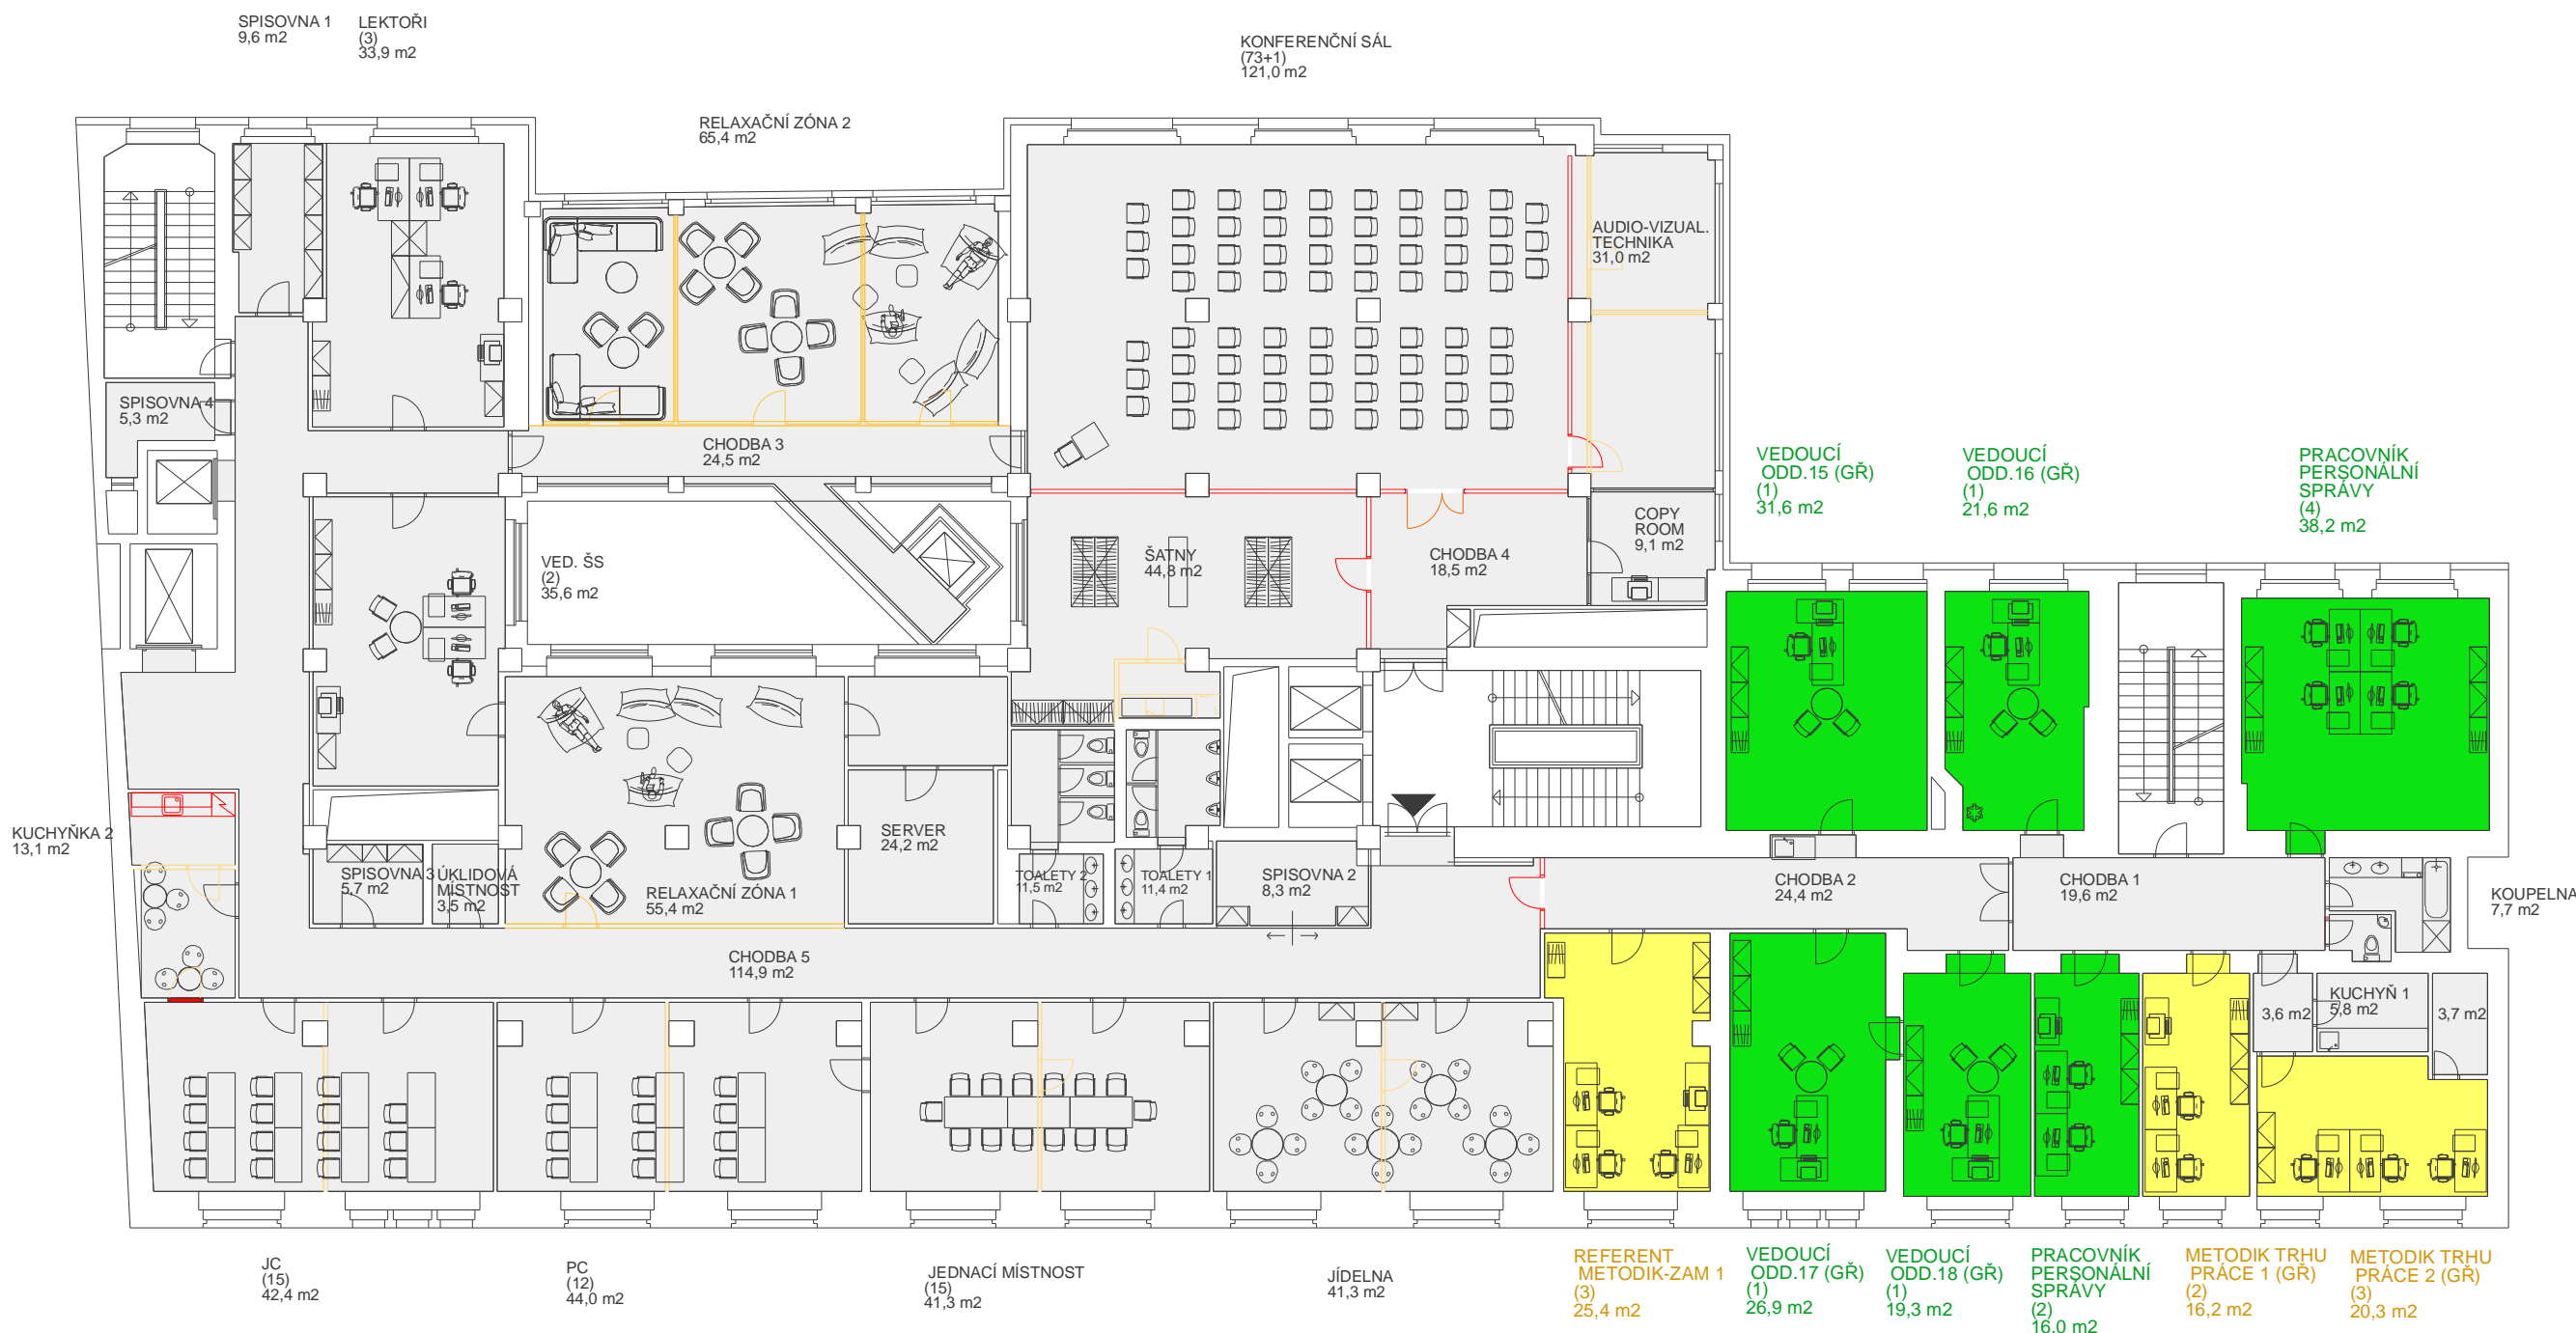 SPISOVNA 1
9,6 m2
LEKTOŘI
(3)
33,9 m2
KONFERENČNÍ SÁL
(73+1)
121,0 m2
RELAXAČNÍ ZÓNA 2
65,4 m2
AUDIO-VIZUAL.
TECHNIKA
31,0 m2
SPISOVNA 4
5,3 m2
CHODBA 3
24,5 m2
VEDOUCÍ
ODD.15 (GŘ)
(1)
31,6 m2
VEDOUCÍ
ODD.16 (GŘ)
(1)
21,6 m2
PRACOVNÍK
PERSONÁLNÍ
SPRÁVY
(4)
38,2 m2
VED. ŠS
(2)
35,6 m2
ŠATNY
44,8 m2
CHODBA 4
18,5 m2
COPY
ROOM
9,1 m2
KUCHYŇKA 2
13,1 m2
SPISOVNA 3
5,7 m2
ÚKLIDOVÁ
MÍSTNOST
3,5 m2
RELAXAČNÍ ZÓNA 1
55,4 m2
SERVER
24,2 m2
TOALETY 2
11,5 m2
TOALETY 1
11,4 m2
SPISOVNA 2
8,3 m2
CHODBA 2
24,4 m2
CHODBA 1
19,6 m2
KOUPELNA
7,7 m2
CHODBA 5
114,9 m2
3,6 m2
KUCHYŇ 1
5,8 m2
3,7 m2
JC
(15)
42,4 m2
PC
(12)
44,0 m2
JEDNACÍ MÍSTNOST
(15)
41,3 m2
JÍDELNA
41,3 m2
REFERENT
METODIK-ZAM 1
(3)
25,4 m2
VEDOUCÍ
ODD.17 (GŘ)
(1)
26,9 m2
VEDOUCÍ
ODD.18 (GŘ)
(1)
19,3 m2
PRACOVNÍK
PERSONÁLNÍ
SPRÁVY
(2)
16,0 m2
METODIK TRHU
PRÁCE 1 (GŘ)
(2)
16,2 m2
METODIK TRHU
PRÁCE 2 (GŘ)
(3)
20,3 m2